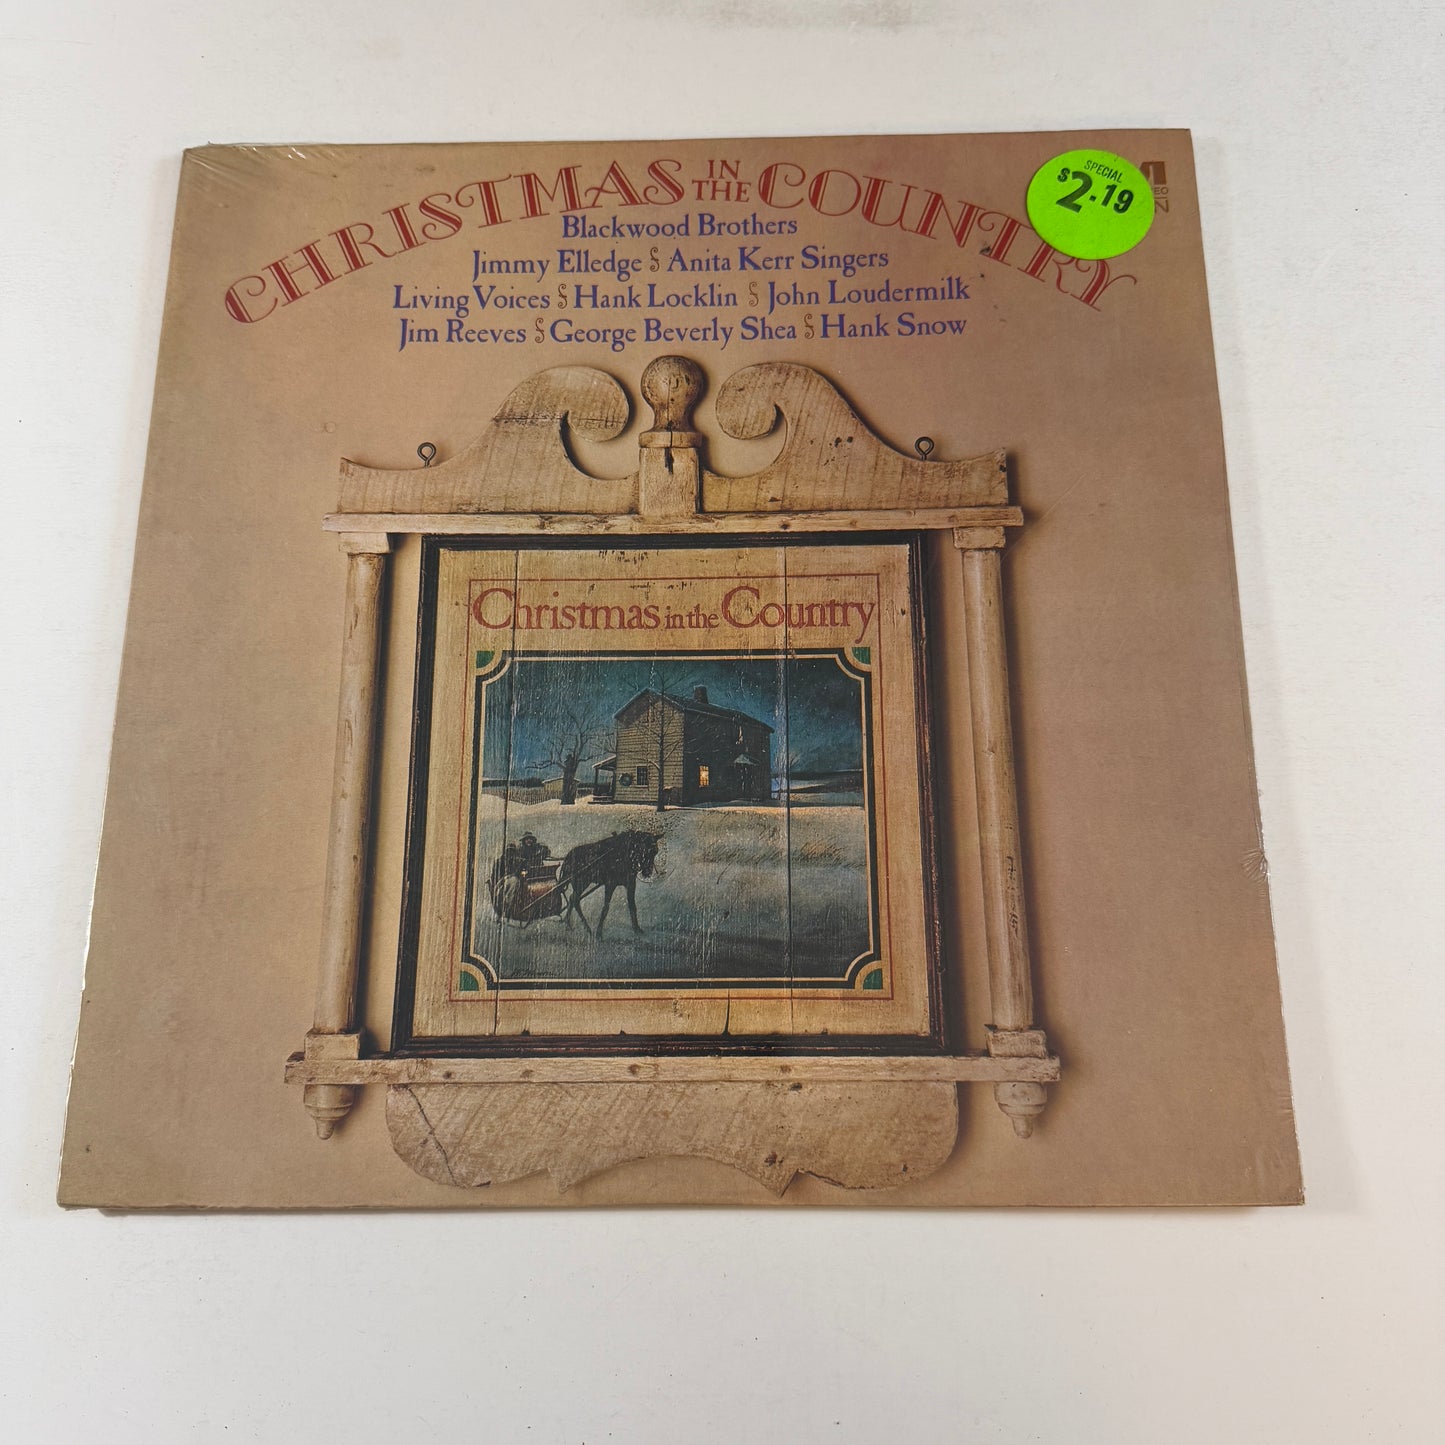 CHRISTMAS IN THE COUNTRY
SPECIAL
$2.19
Blackwood Brothers
Jimmy Elledge § Anita Kerr Singers
Living Voices § Hank Locklin § John Loudermilk
Jim Reeves § George Beverly Shea § Hank Snow
Christmas in the Country